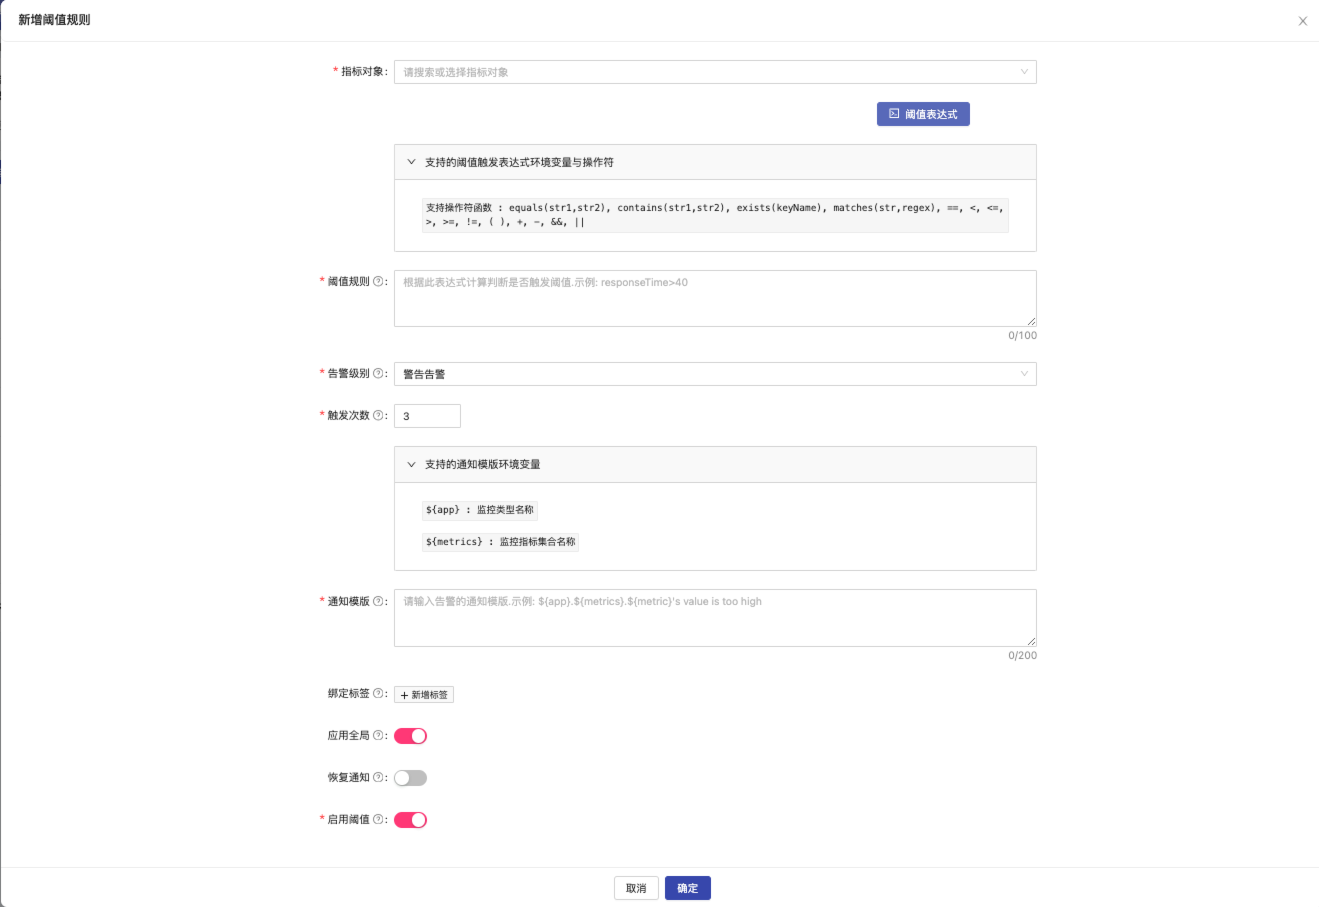 新增阈值规则
* 指标对象:
请搜索或选择指标对象
阈值表达式
支持的阈值触发表达式环境变量与操作符
支持操作符函数 : equals(str1,str2), contains(str1,str2), exists(keyName), matches(str,regex), ==, <, <=,
>, >=, !=, ( ), +, -, &&, ||
* 阈值规则 ? :
根据此表达式计算判断是否触发阈值.示例: responseTime>40
0/100
* 告警级别 ? :
警告告警
* 触发次数 ? :
3
支持的通知模版环境变量
${app} : 监控类型名称
${metrics} : 监控指标集合名称
* 通知模版 ? :
请输入告警的通知模版.示例: ${app}.${metrics}.${metric}'s value is too high
0/200
绑定标签 ? :
+ 新增标签
应用全局 ? :
恢复通知 ? :
* 启用阈值 ? :
取消
确定